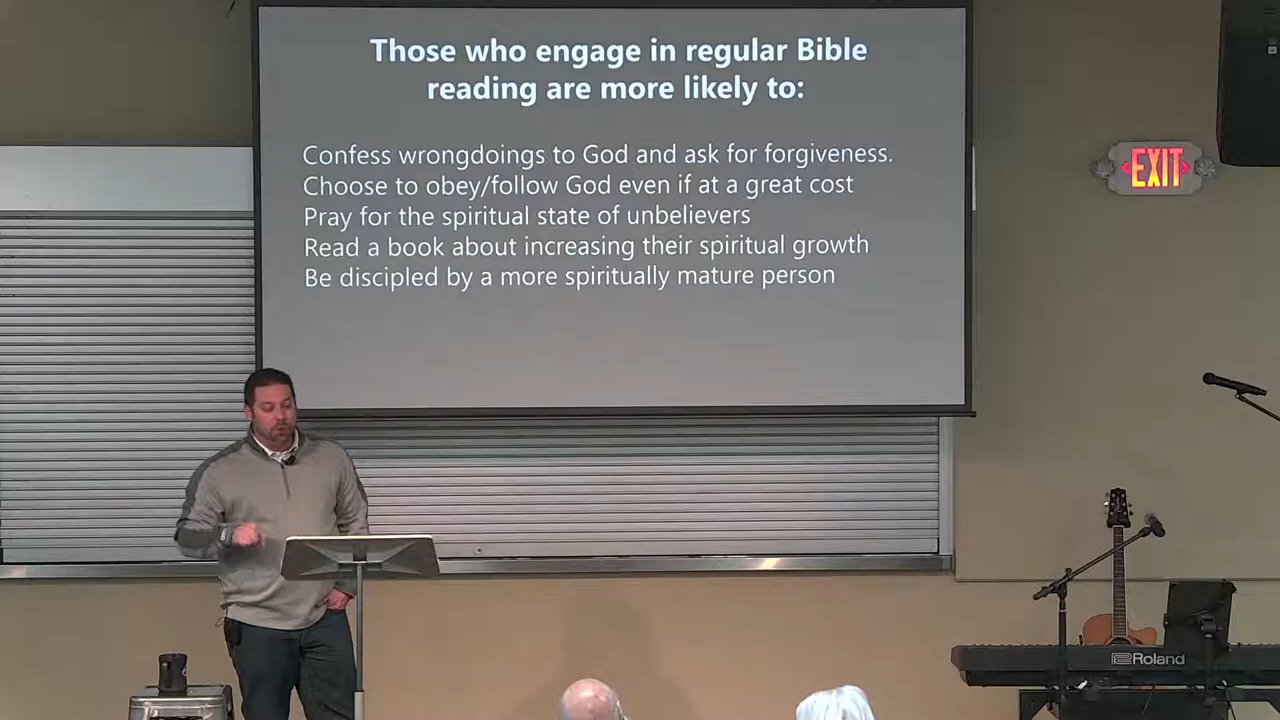 Those who engage in regular Bible
reading are more likely to:
Confess wrongdoings to God and ask for forgiveness.
Choose to obey/follow God even if at a great cost
Pray for the spiritual state of unbelievers
Read a book about increasing their spiritual growth
Be discipled by a more spiritually mature person
EXIT
Roland